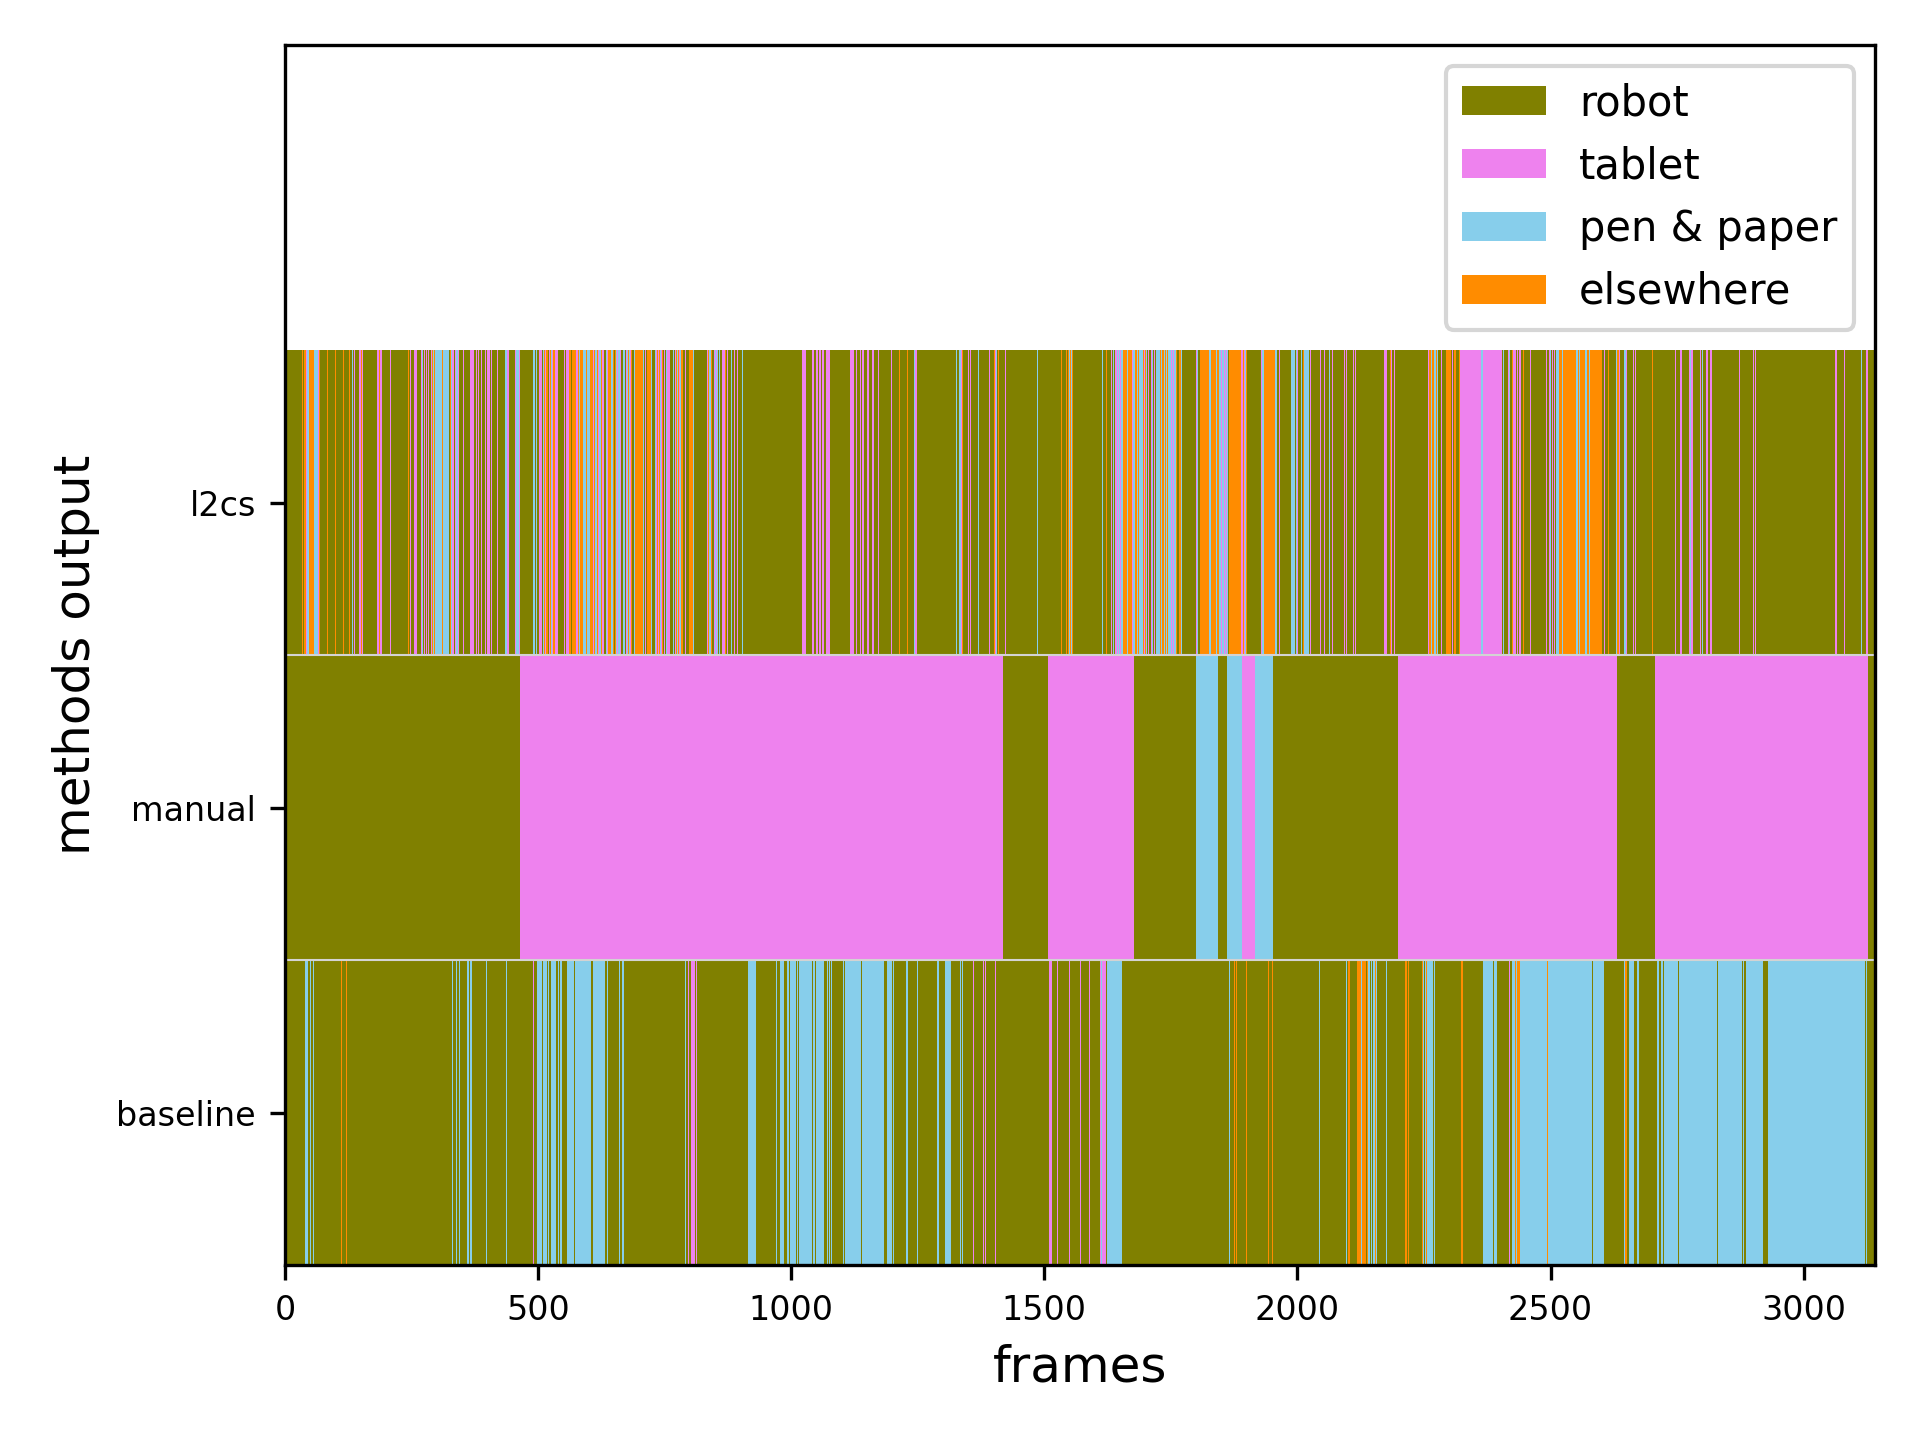 robot
tablet
pen & paper
elsewhere
methods output
l2cs
manual
baseline
0 500 1000 1500 2000 2500 3000
frames